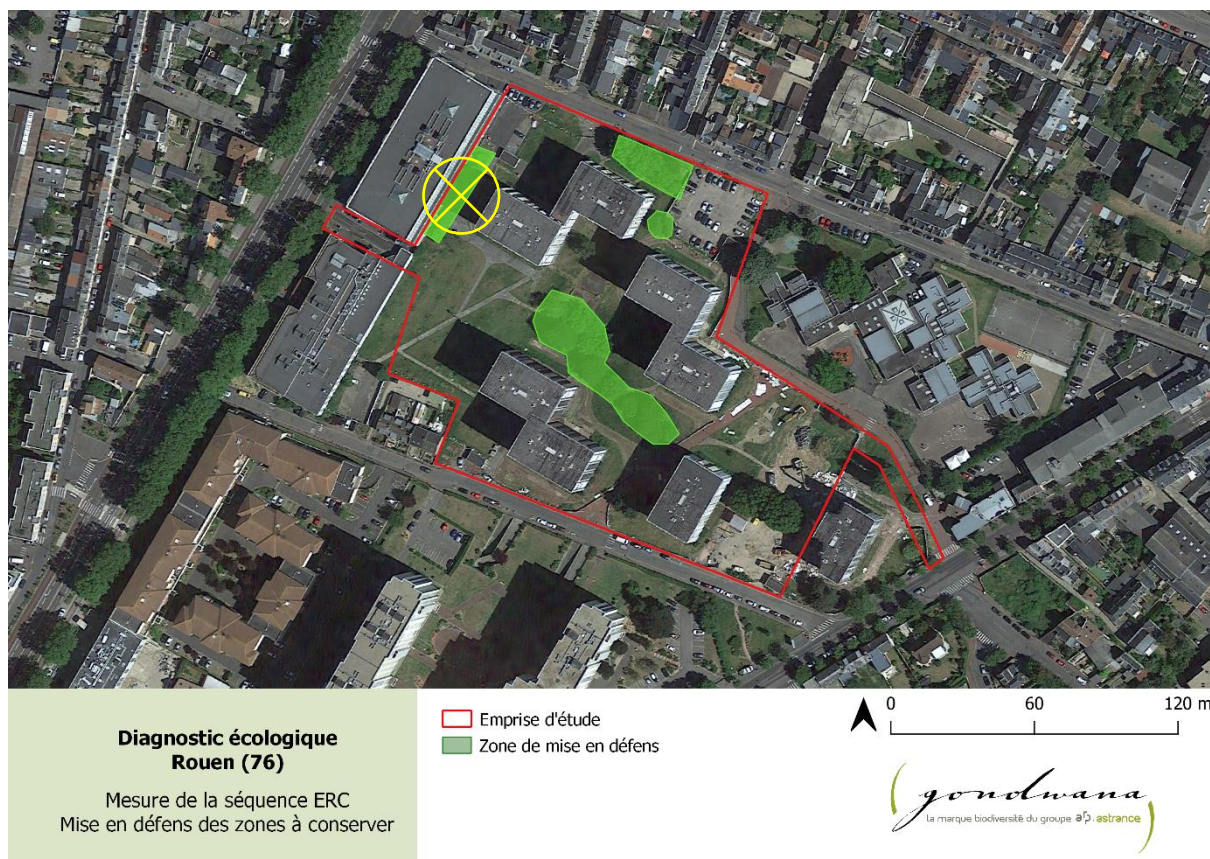 Diagnostic écologique
Rouen (76)
Mesure de la séquence ERC
Mise en défens des zones à conserver
Emprise d'étude
Zone de mise en défens
0 60 120 m
gondwana
la marque biodiversité du groupe arp. astrance